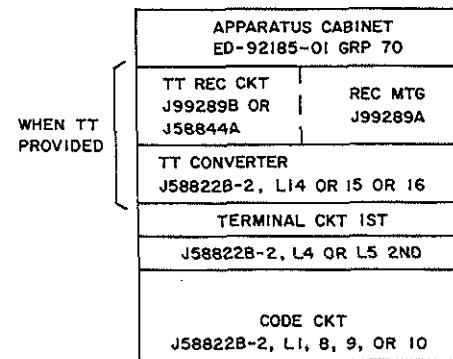 APPARATUS CABINET
ED-92185-01 GRP 70
WHEN TT
PROVIDED
TT REC CKT
J99289B OR
J58844A
REC MTG
J99289A
TT CONVERTER
J58822B-2, L14 OR 15 OR 16
TERMINAL CKT 1ST
J58822B-2, L4 OR L5 2ND
CODE CKT
J58822B-2, L1, 8, 9, OR 10